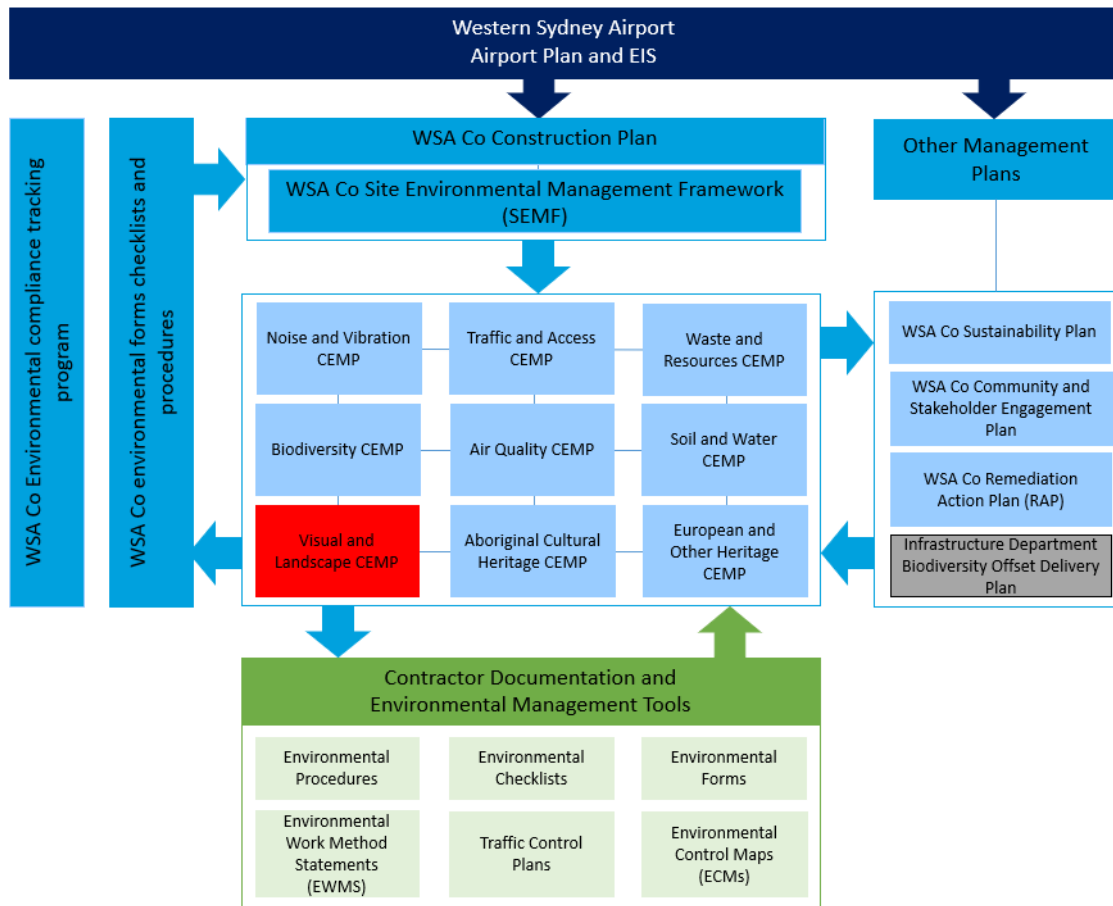 Western Sydney Airport
Airport Plan and EIS
WSA Co Environmental compliance tracking
program
WSA Co environmental forms checklists and
procedures
WSA Co Construction Plan
WSA Co Site Environmental Management Framework
(SEMF)
Other Management
Plans
Noise and Vibration
CEMP
Traffic and Access
CEMP
Waste and
Resources CEMP
Biodiversity CEMP
Air Quality CEMP
Soil and Water
CEMP
Visual and
Landscape CEMP
Aboriginal Cultural
Heritage CEMP
European and
Other Heritage
CEMP
WSA Co Sustainability Plan
WSA Co Community and
Stakeholder Engagement
Plan
WSA Co Remediation
Action Plan (RAP)
Infrastructure Department
Biodiversity Offset Delivery
Plan
Contractor Documentation and
Environmental Management Tools
Environmental
Procedures
Environmental
Checklists
Environmental
Forms
Environmental
Work Method
Statements
(EWMS)
Traffic Control
Plans
Environmental
Control Maps
(ECMs)